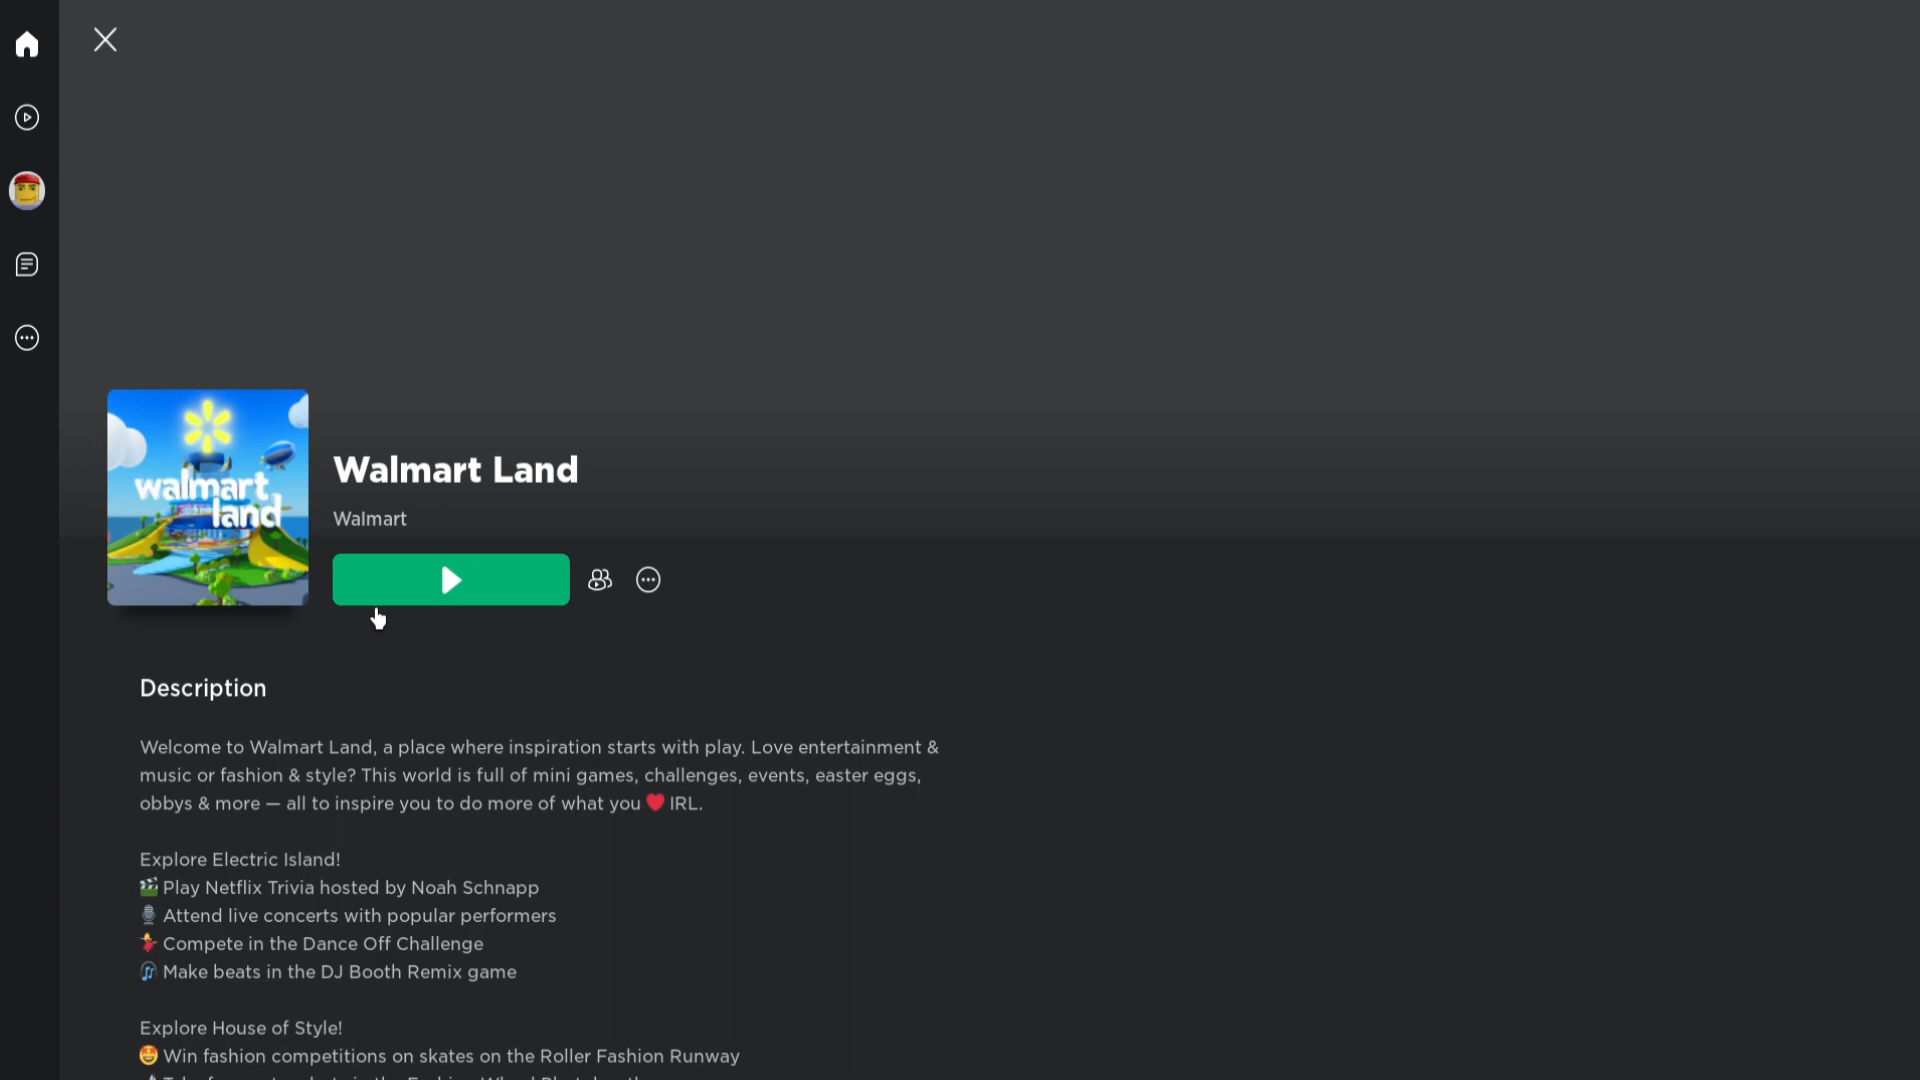 walmart
land
Walmart Land
Walmart
Description
Welcome to Walmart Land, a place where inspiration starts with play. Love entertainment &
music or fashion & style? This world is full of mini games, challenges, events, easter eggs,
obbys & more — all to inspire you to do more of what you ❤️ IRL.
Explore Electric Island!
🎬 Play Netflix Trivia hosted by Noah Schnapp
🎙️ Attend live concerts with popular performers
💃 Compete in the Dance Off Challenge
🎧 Make beats in the DJ Booth Remix game
Explore House of Style!
🤩 Win fashion competitions on skates on the Roller Fashion Runway